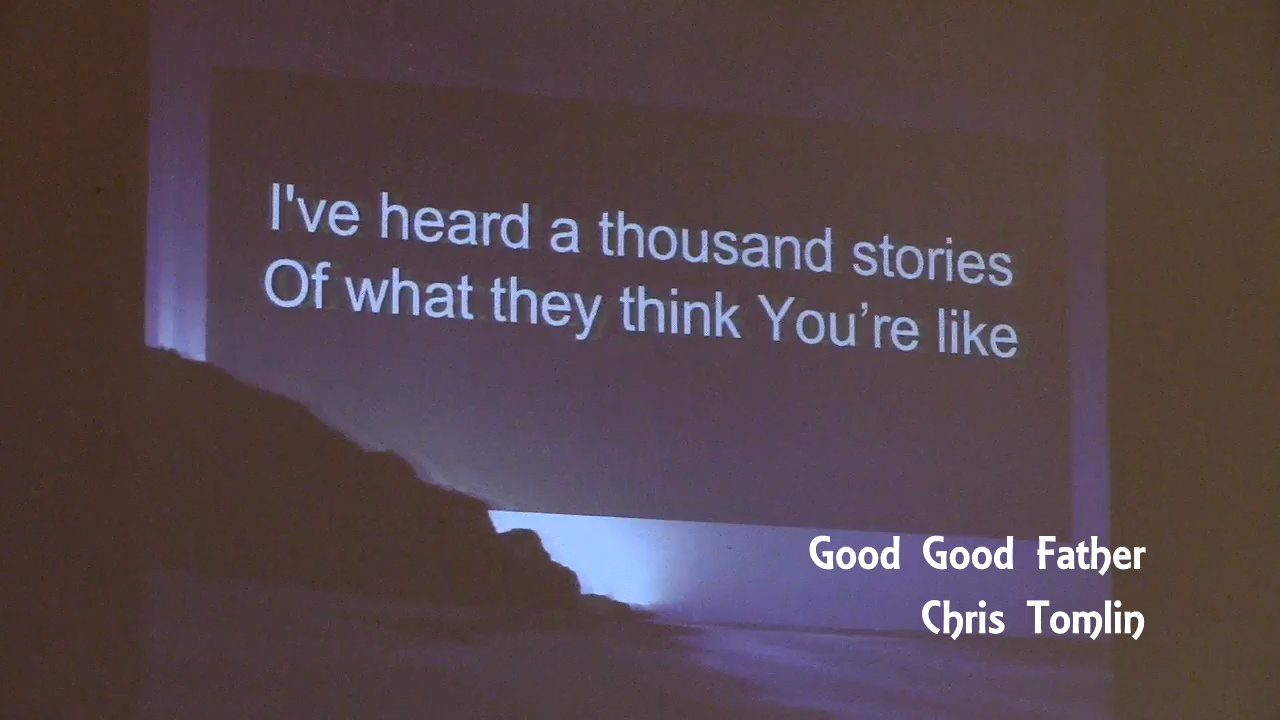 I've heard a thousand stories
Of what they think You’re like
Good Good Father
Chris Tomlin